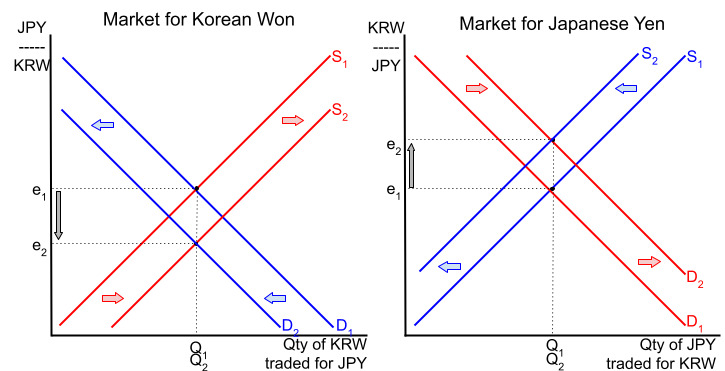 Market for Korean Won
JPY
-----
KRW
S1
S2
e1
e2
D2
D1
Q1
Q2
Qty of KRW
traded for JPY
Market for Japanese Yen
KRW
-----
JPY
S2
S1
e2
e1
D2
D1
Q1
Q2
Qty of JPY
traded for KRW